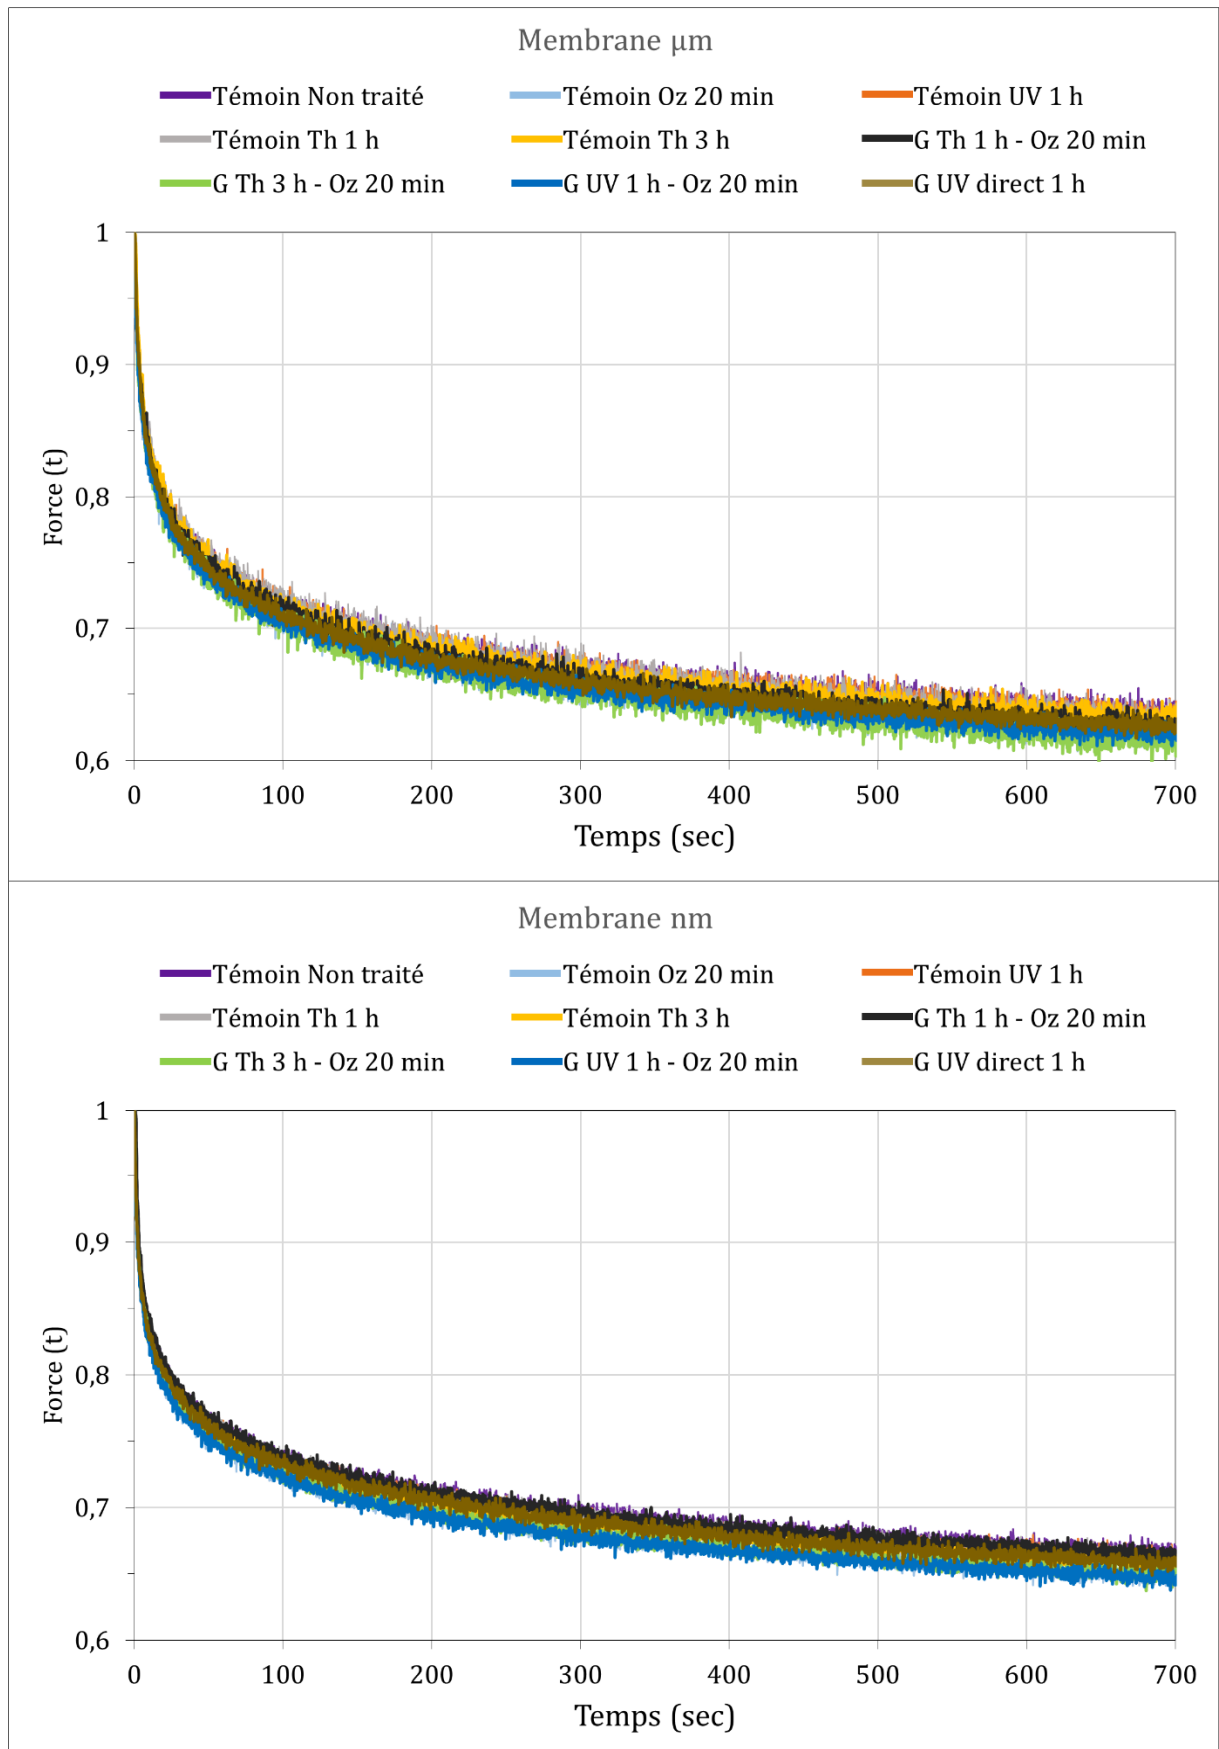 Membrane µm
Témoin Non traité Témoin Oz 20 min Témoin UV 1 h
Témoin Th 1 h Témoin Th 3 h G Th 1 h - Oz 20 min
G Th 3 h - Oz 20 min G UV 1 h - Oz 20 min G UV direct 1 h
1
0,9
0,8
0,7
0,6
Force (t)
0 100 200 300 400 500 600 700
Temps (sec)
Membrane nm
Témoin Non traité Témoin Oz 20 min Témoin UV 1 h
Témoin Th 1 h Témoin Th 3 h G Th 1 h - Oz 20 min
G Th 3 h - Oz 20 min G UV 1 h - Oz 20 min G UV direct 1 h
1
0,9
0,8
0,7
0,6
Force (t)
0 100 200 300 400 500 600 700
Temps (sec)